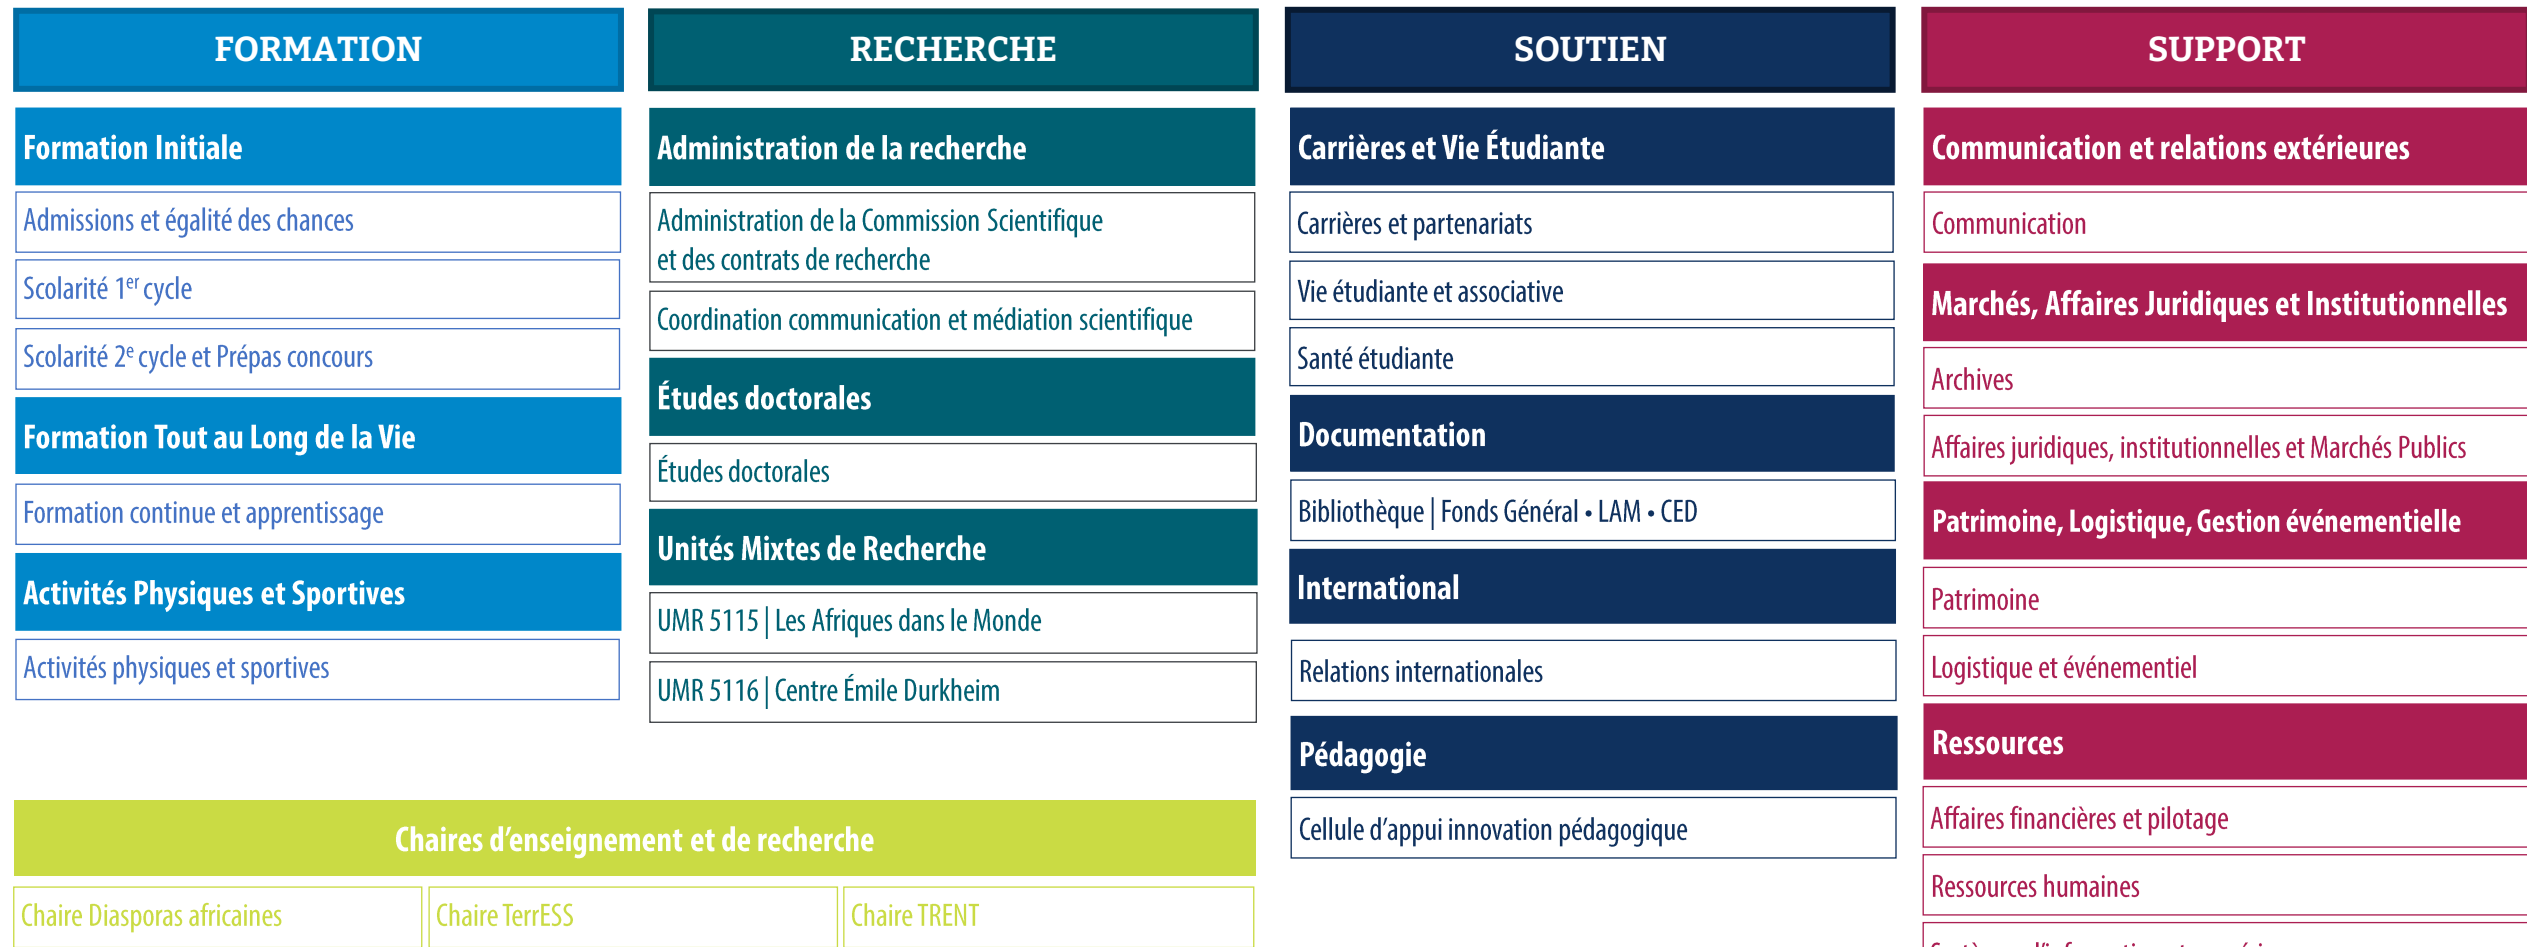 FORMATION
Formation Initiale
Admissions et égalité des chances
Scolarité 1er cycle
Scolarité 2e cycle et Prépas concours
Formation Tout au Long de la Vie
Formation continue et apprentissage
Activités Physiques et Sportives
Activités physiques et sportives
RECHERCHE
Administration de la recherche
Administration de la Commission Scientifique
et des contrats de recherche
Coordination communication et médiation scientifique
Études doctorales
Études doctorales
Unités Mixtes de Recherche
UMR 5115 | Les Afriques dans le Monde
UMR 5116 | Centre Émile Durkheim
Chaires d’enseignement et de recherche
Chaire Diasporas africaines
Chaire TerrESS
Chaire TRENT
SOUTIEN
Carrières et Vie Étudiante
Carrières et partenariats
Vie étudiante et associative
Santé étudiante
Documentation
Bibliothèque | Fonds Général • LAM • CED
International
Relations internationales
Pédagogie
Cellule d’appui innovation pédagogique
SUPPORT
Communication et relations extérieures
Communication
Marchés, Affaires Juridiques et Institutionnelles
Archives
Affaires juridiques, institutionnelles et Marchés Publics
Patrimoine, Logistique, Gestion événementielle
Patrimoine
Logistique et événementiel
Ressources
Affaires financières et pilotage
Ressources humaines